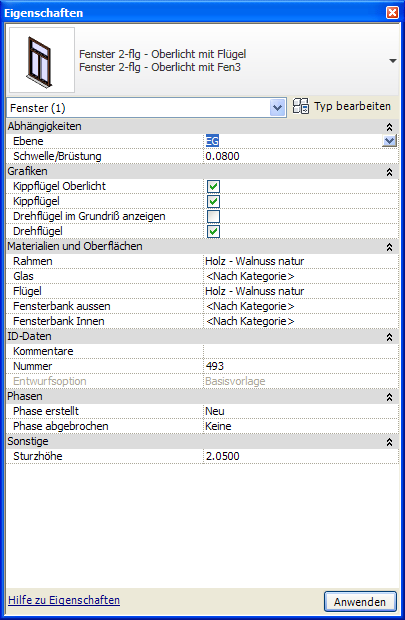 Eigenschaften
Fenster 2-flg - Oberlicht mit Flügel
Fenster 2-flg - Oberlicht mit Fen3
Fenster (1) Typ bearbeiten
Abhängigkeiten
Ebene EG
Schwelle/Brüstung 0.0800
Grafiken
Kippflügel Oberlicht
Kippflügel
Drehflügel im Grundriß anzeigen
Drehflügel
Materialien und Oberflächen
Rahmen Holz - Walnuss natur
Glas <Nach Kategorie>
Flügel Holz - Walnuss natur
Fensterbank aussen <Nach Kategorie>
Fensterbank Innen <Nach Kategorie>
ID-Daten
Kommentare
Nummer 493
Entwurfsoption Basisvorlage
Phasen
Phase erstellt Neu
Phase abgebrochen Keine
Sonstige
Sturzhöhe 2.0500
Hilfe zu Eigenschaften Anwenden